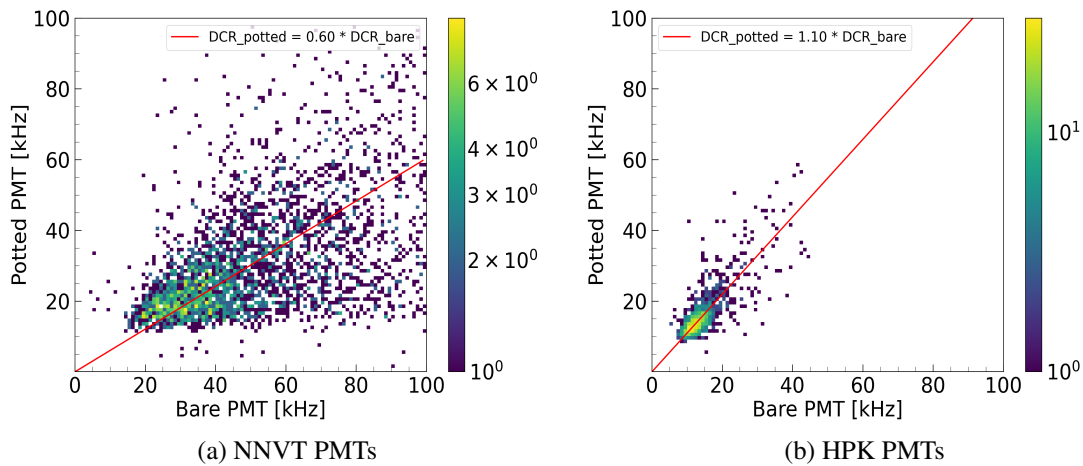 DCR_potted = 0.60 * DCR_bare
100
80
60
40
20
0
20
40
60
80
100
Potted PMT [kHz]
Bare PMT [kHz]
6 × 10⁰
4 × 10⁰
3 × 10⁰
2 × 10⁰
10⁰
(a) NNVT PMTs
DCR_potted = 1.10 * DCR_bare
100
80
60
40
20
0
20
40
60
80
100
Potted PMT [kHz]
Bare PMT [kHz]
10¹
10⁰
(b) HPK PMTs